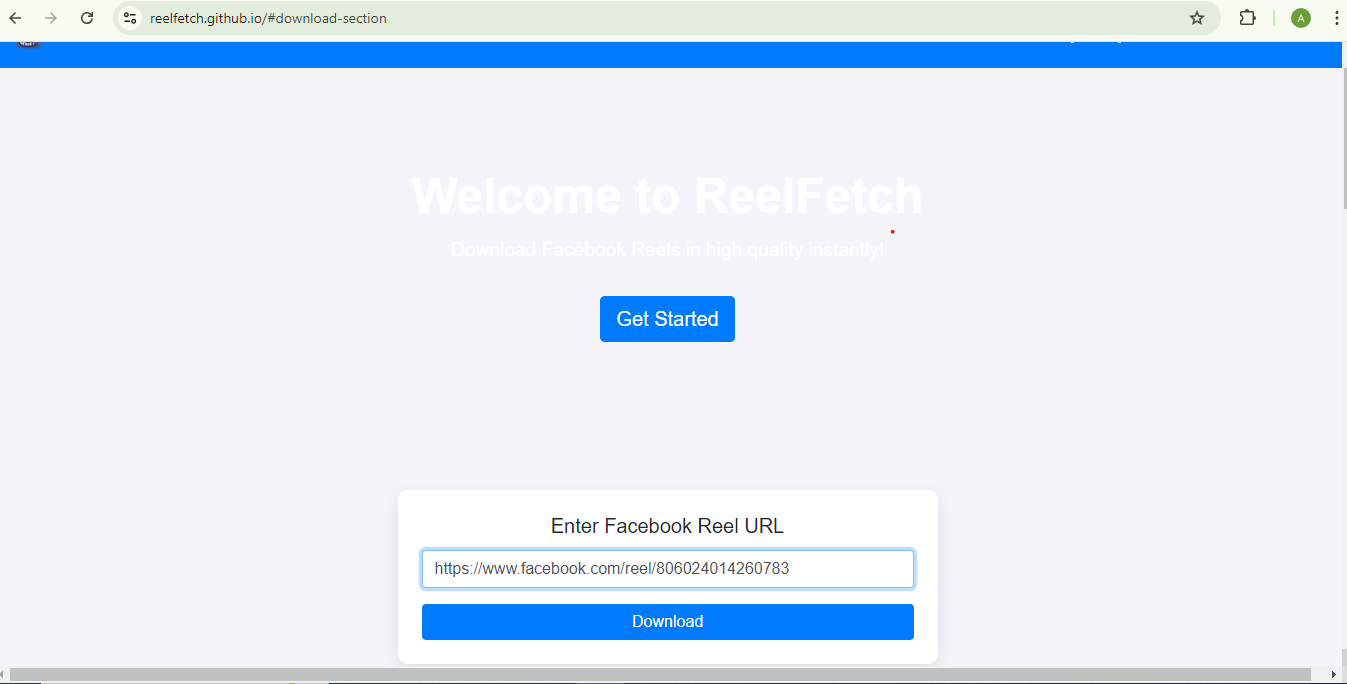 reelfetch.github.io/#download-section
A
Welcome to ReelFetch
Download Facebook Reels in high quality instantly!
Get Started
Enter Facebook Reel URL
https://www.facebook.com/reel/806024014260783
Download